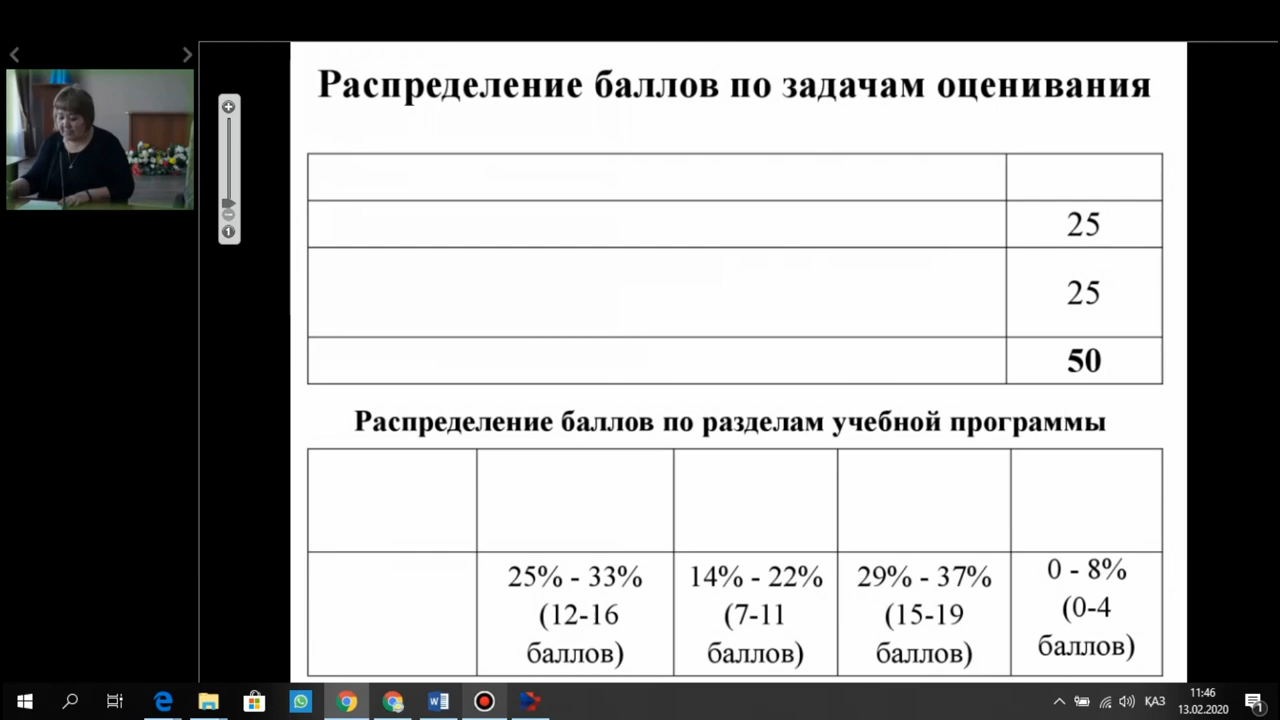 Распределение баллов по задачам оценивания
25
25
50
Распределение баллов по разделам учебной программы
25% - 33% 14% - 22% 29% - 37% 0 - 8%
(12-16 (7-11 (15-19 (0-4
баллов) баллов) баллов) баллов)
ҚАЗ
11:46
13.02.2020